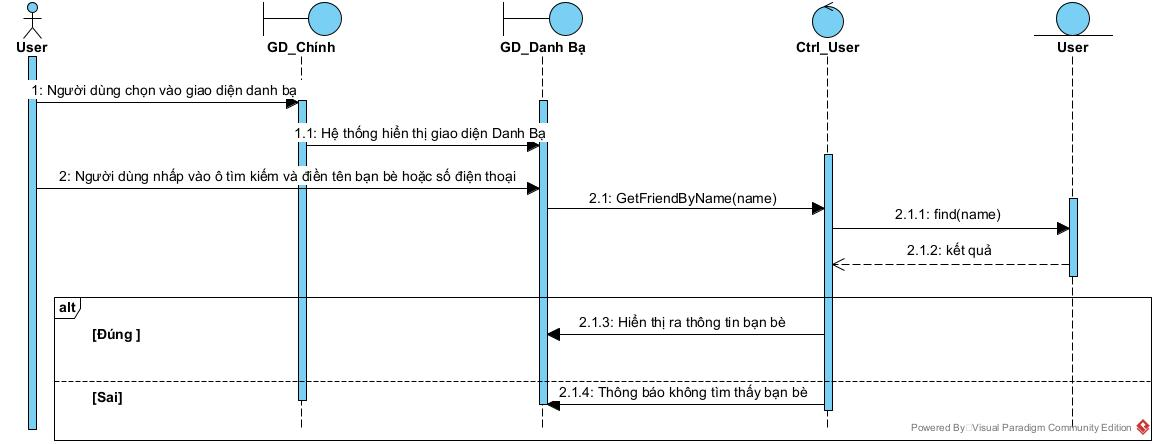 User
GD_Chính
GD_Danh Bạ
Ctrl_User
User
1: Người dùng chọn vào giao diện danh bạ
1.1: Hệ thống hiển thị giao diện Danh Bạ
2: Người dùng nhấp vào ô tìm kiếm và điền tên bạn bè hoặc số điện thoại
2.1: GetFriendByName(name)
2.1.1: find(name)
2.1.2: kết quả
alt
[Đúng ]
2.1.3: Hiển thị ra thông tin bạn bè
[Sai]
2.1.4: Thông báo không tìm thấy bạn bè
Powered By Visual Paradigm Community Edition